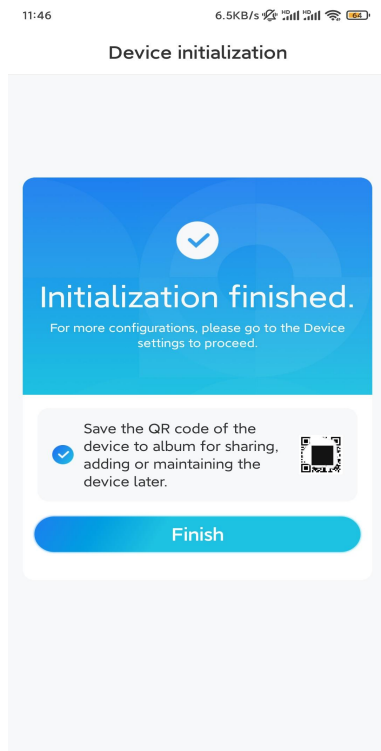 11:46
6.5KB/s HD HD 64
Device initialization
Initialization finished.
For more configurations, please go to the Device
settings to proceed.
Save the QR code of the
device to album for sharing,
adding or maintaining the
device later.
Finish